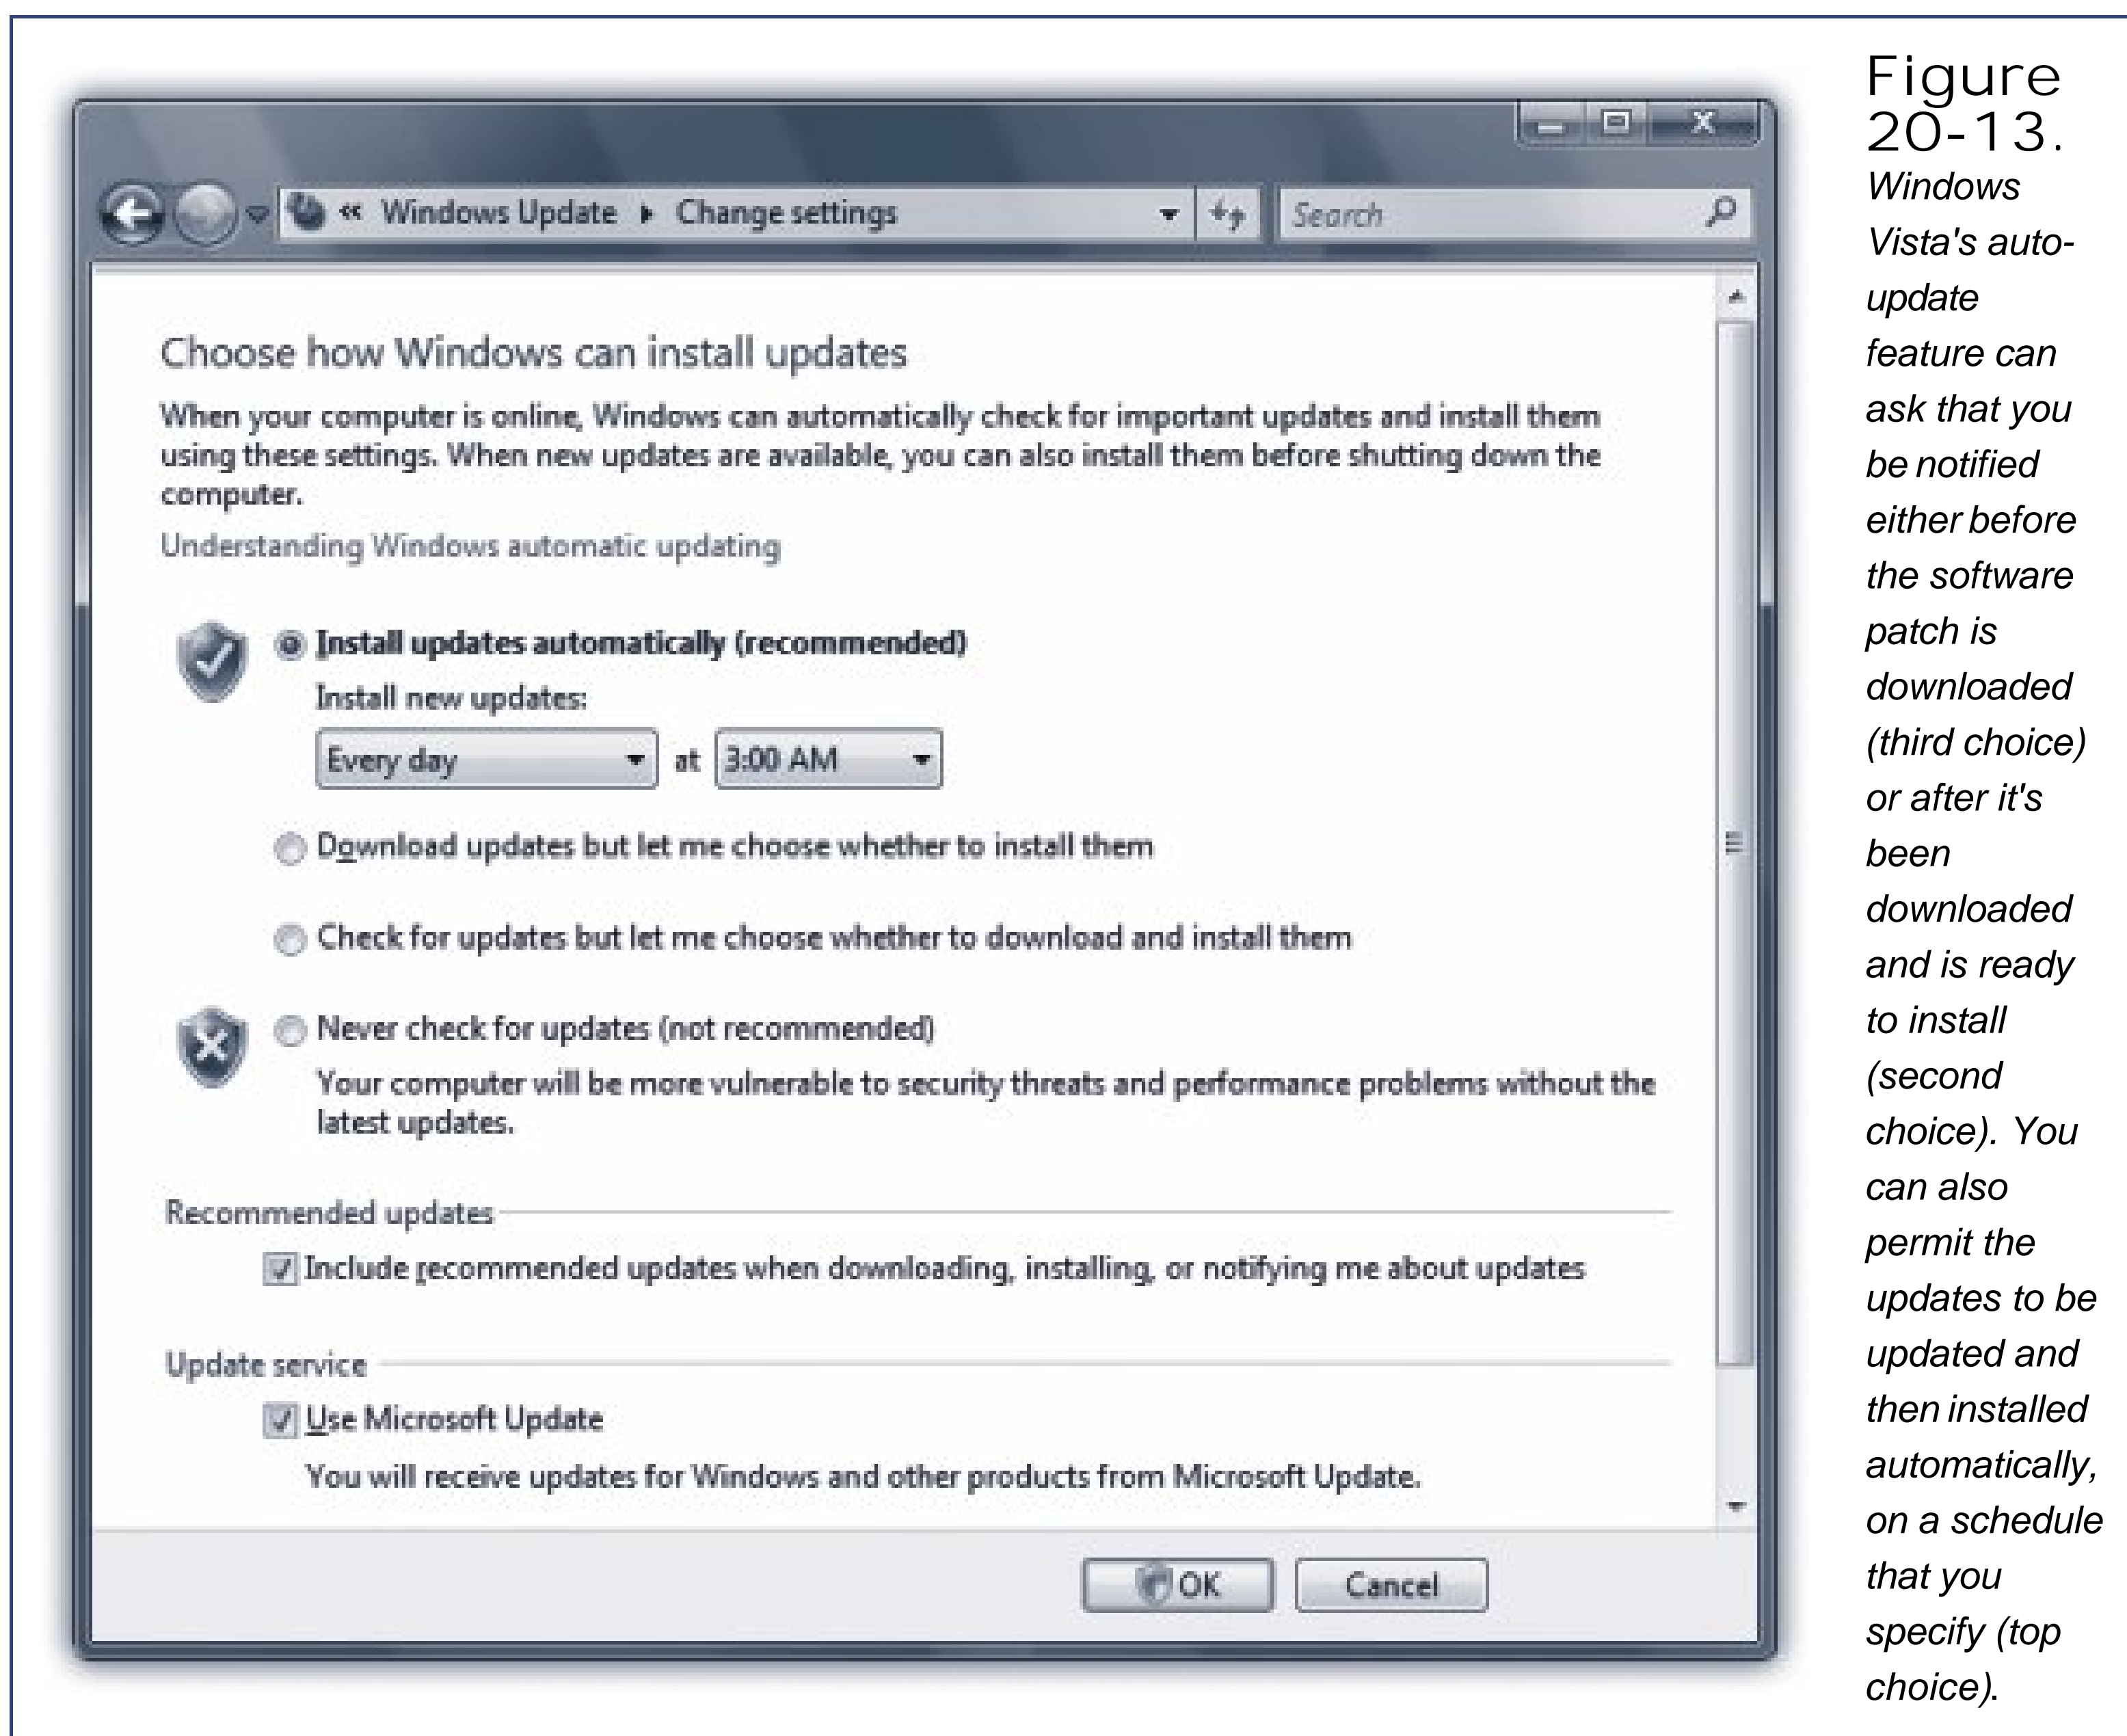 Windows Update
Change settings
Search
Choose how Windows can install updates
When your computer is online, Windows can automatically check for important updates and install them
using these settings. When new updates are available, you can also install them before shutting down the
computer.
Understanding Windows automatic updating
Install updates automatically (recommended)
Install new updates:
Every day at 3:00 AM
Download updates but let me choose whether to install them
Check for updates but let me choose whether to download and install them
Never check for updates (not recommended)
Your computer will be more vulnerable to security threats and performance problems without the
latest updates.
Recommended updates
Include recommended updates when downloading, installing, or notifying me about updates
Update service
Use Microsoft Update
You will receive updates for Windows and other products from Microsoft Update.
OK Cancel
Figure
20-13.
Windows
Vista's auto-
update
feature can
ask that you
be notified
either before
the software
patch is
downloaded
(third choice)
or after it's
been
downloaded
and is ready
to install
(second
choice). You
can also
permit the
updates to be
updated and
then installed
automatically,
on a schedule
that you
specify (top
choice).